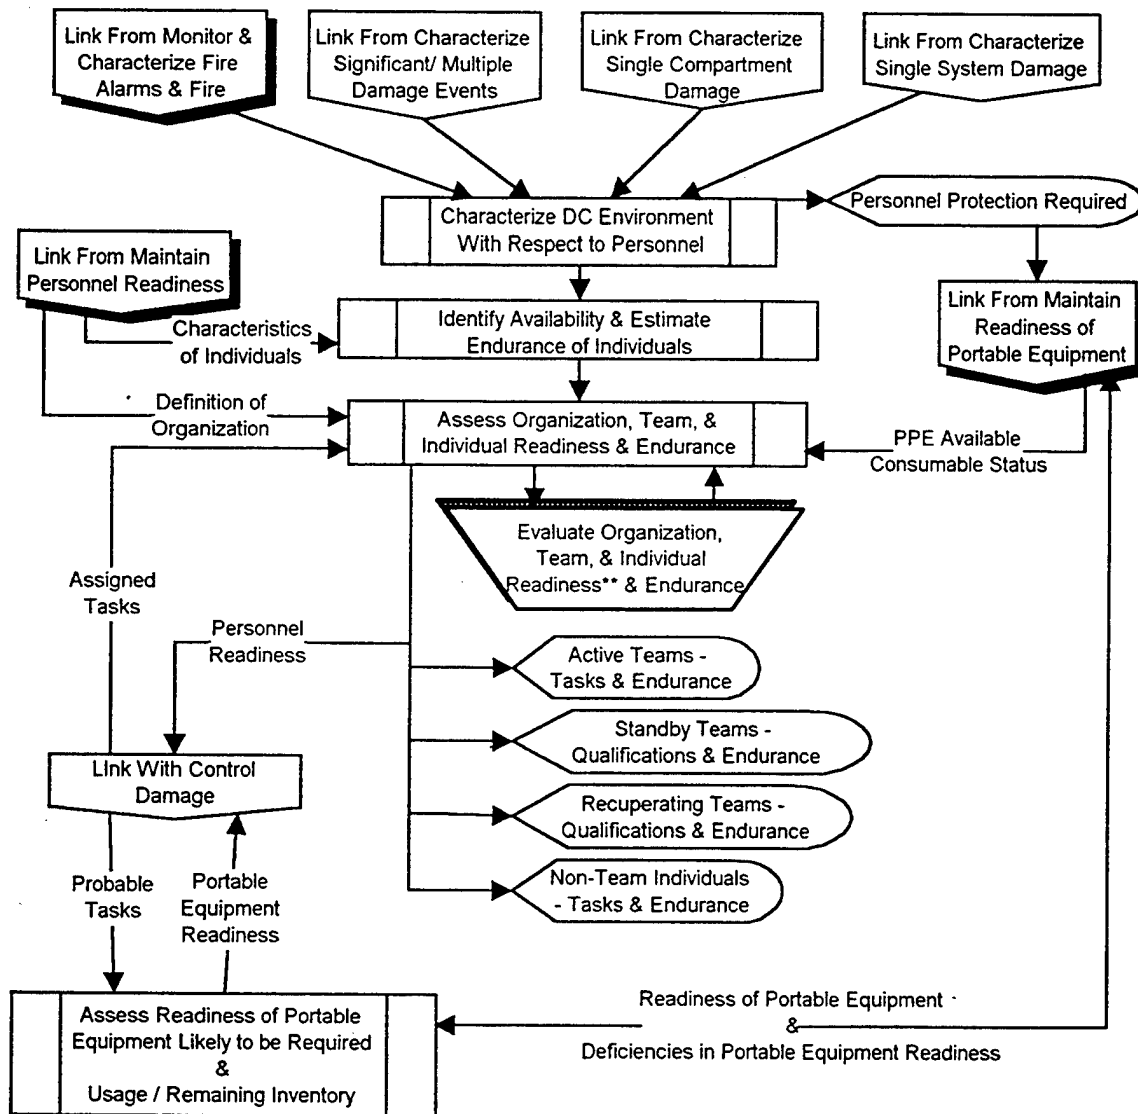 Link From Monitor &
Characterize Fire
Alarms & Fire
Link From Characterize
Significant/ Multiple
Damage Events
Link From Characterize
Single Compartment
Damage
Link From Characterize
Single System Damage
Characterize DC Environment
With Respect to Personnel
Personnel Protection Required
Link From Maintain
Personnel Readiness
Characteristics
of Individuals
Identify Availability & Estimate
Endurance of Individuals
Link From Maintain
Readiness of
Portable Equipment
Definition of
Organization
Assess Organization, Team, &
Individual Readiness & Endurance
PPE Available
Consumable Status
Evaluate Organization,
Team, & Individual
Readiness** & Endurance
Assigned
Tasks
Personnel
Readiness
Active Teams -
Tasks & Endurance
Standby Teams -
Qualifications & Endurance
LInk With Control
Damage
Recuperating Teams -
Qualifications & Endurance
Non-Team Individuals
- Tasks & Endurance
Probable
Tasks
Portable
Equipment
Readiness
Assess Readiness of Portable
Equipment Likely to be Required
&
Usage / Remaining Inventory
Readiness of Portable Equipment
&
Deficiencies in Portable Equipment Readiness